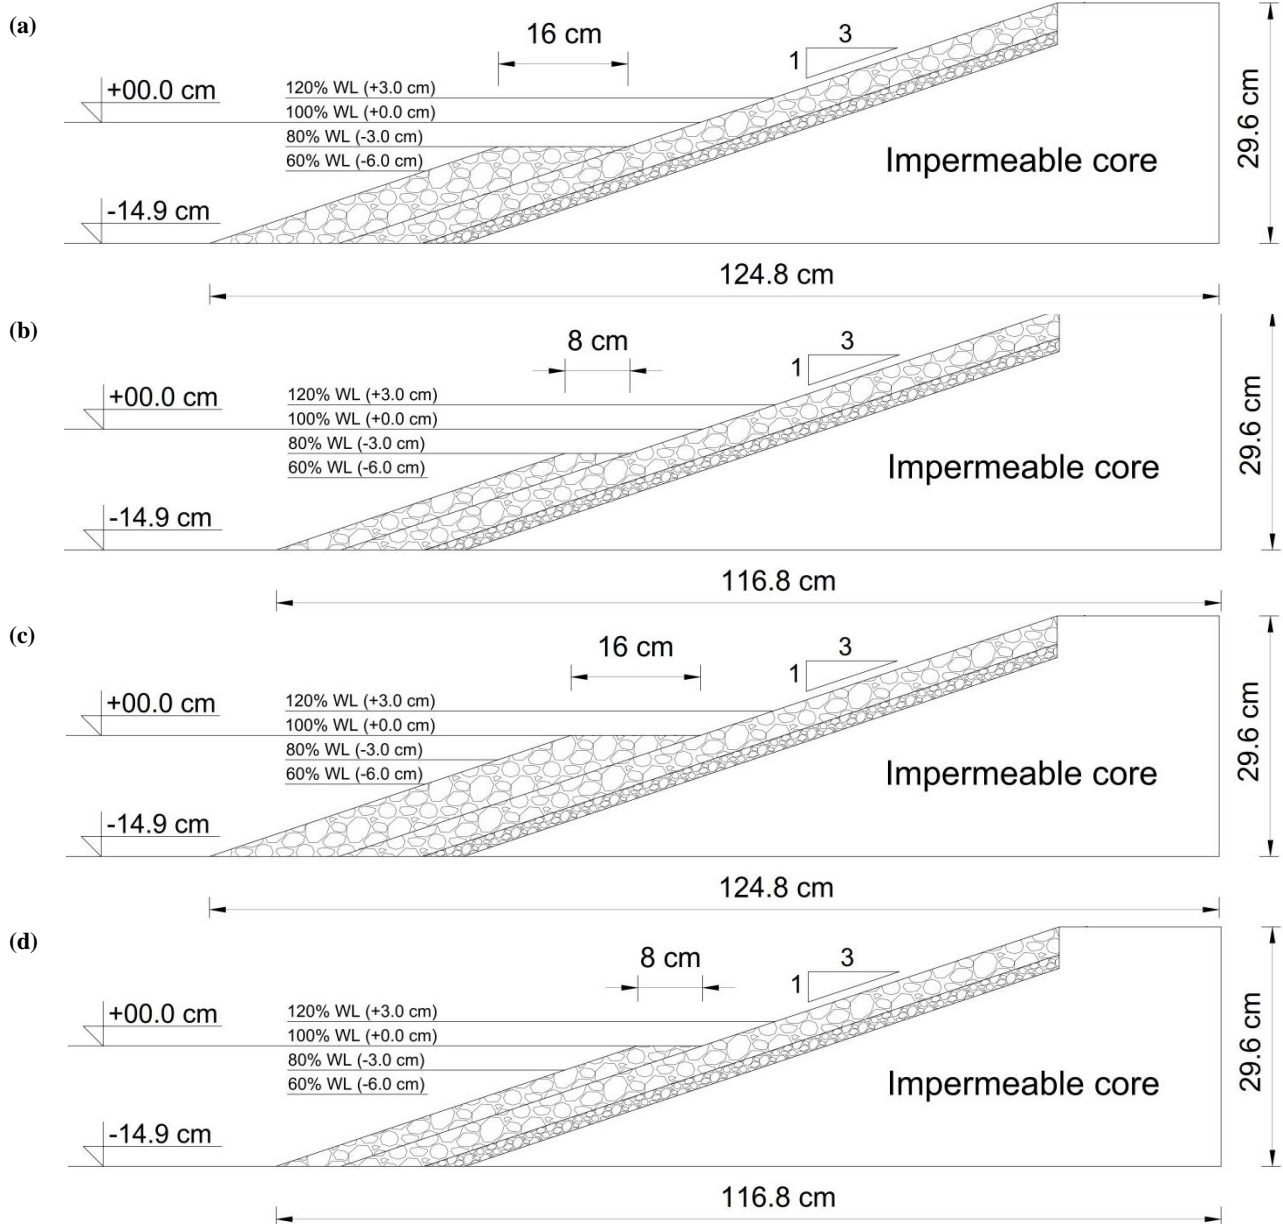 (a)
16 cm
3
1
+00.0 cm
120% WL (+3.0 cm)
100% WL (+0.0 cm)
80% WL (-3.0 cm)
60% WL (-6.0 cm)
29.6 cm
Impermeable core
-14.9 cm
124.8 cm
(b)
8 cm
3
1
+00.0 cm
120% WL (+3.0 cm)
100% WL (+0.0 cm)
80% WL (-3.0 cm)
60% WL (-6.0 cm)
29.6 cm
Impermeable core
-14.9 cm
116.8 cm
(c)
16 cm
3
1
+00.0 cm
120% WL (+3.0 cm)
100% WL (+0.0 cm)
80% WL (-3.0 cm)
60% WL (-6.0 cm)
29.6 cm
Impermeable core
-14.9 cm
124.8 cm
(d)
8 cm
3
1
+00.0 cm
120% WL (+3.0 cm)
100% WL (+0.0 cm)
80% WL (-3.0 cm)
60% WL (-6.0 cm)
29.6 cm
Impermeable core
-14.9 cm
116.8 cm